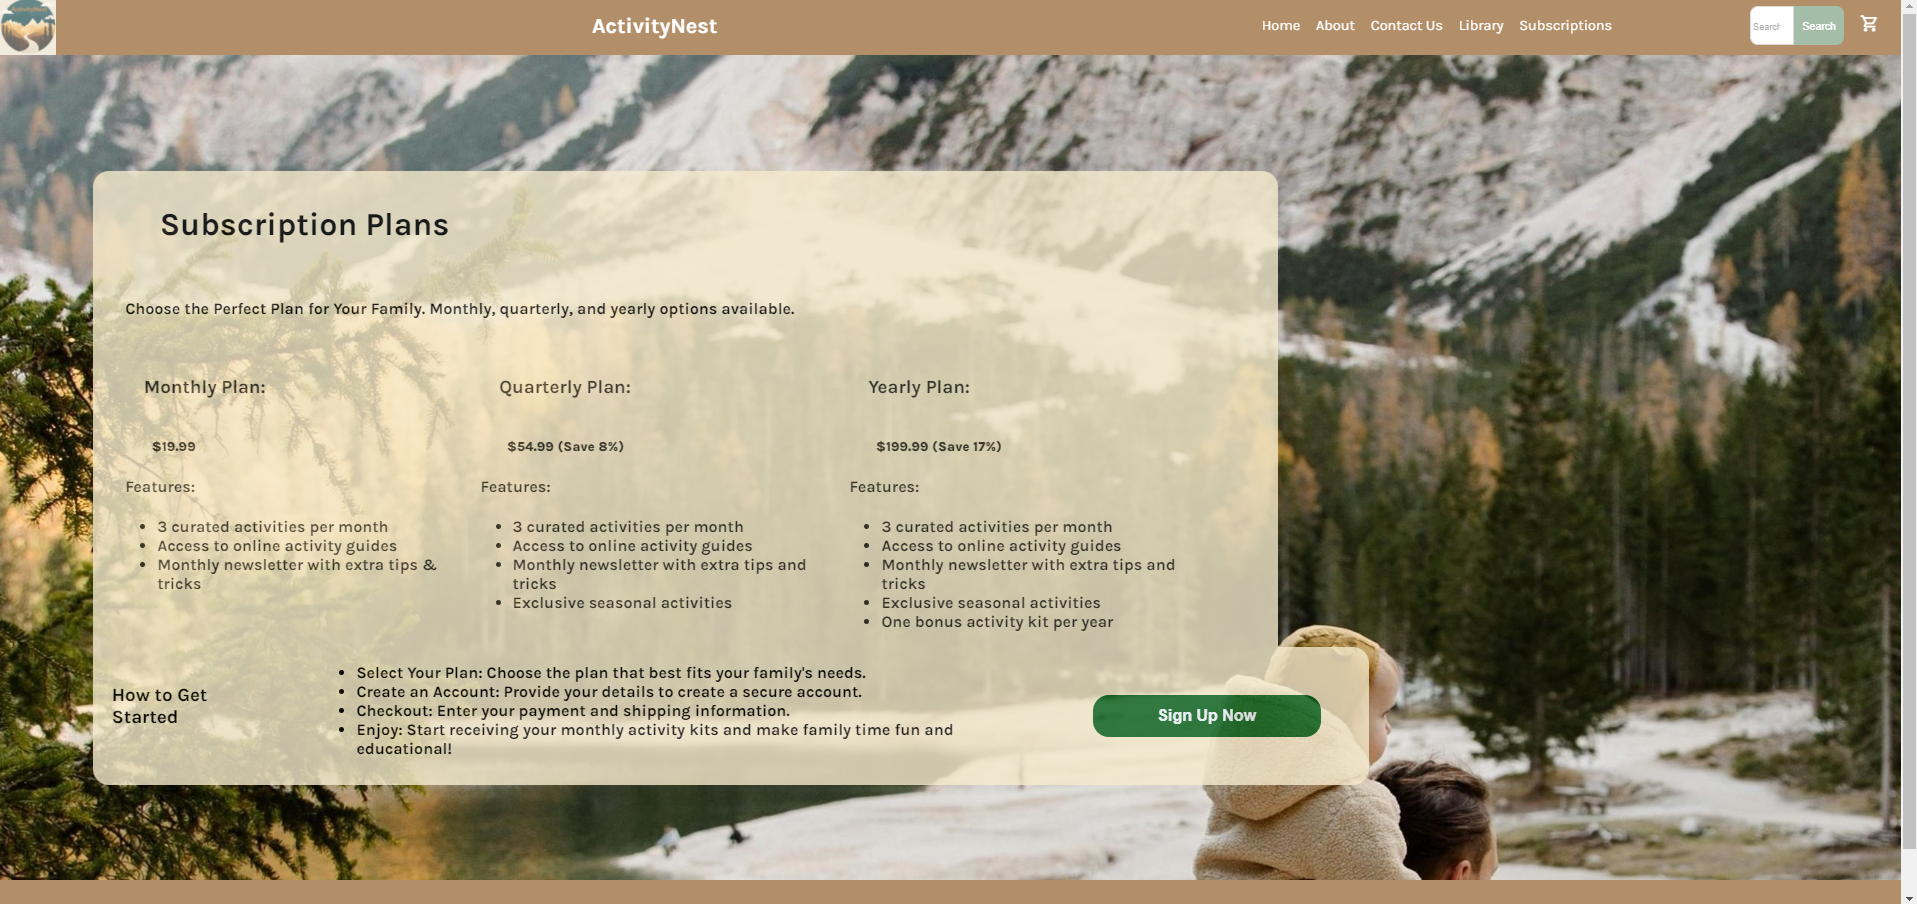 ActivityNest
Home About Contact Us Library Subscriptions
Search Search
Subscription Plans
Choose the Perfect Plan for Your Family. Monthly, quarterly, and yearly options available.
Monthly Plan:
$19.99
Features:
• 3 curated activities per month
• Access to online activity guides
• Monthly newsletter with extra tips &
tricks
Quarterly Plan:
$54.99 (Save 8%)
Features:
• 3 curated activities per month
• Access to online activity guides
• Monthly newsletter with extra tips and
tricks
• Exclusive seasonal activities
Yearly Plan:
$199.99 (Save 17%)
Features:
• 3 curated activities per month
• Access to online activity guides
• Monthly newsletter with extra tips and
tricks
• Exclusive seasonal activities
• One bonus activity kit per year
How to Get
Started
• Select Your Plan: Choose the plan that best fits your family's needs.
• Create an Account: Provide your details to create a secure account.
• Checkout: Enter your payment and shipping information.
• Enjoy: Start receiving your monthly activity kits and make family time fun and
educational!
Sign Up Now